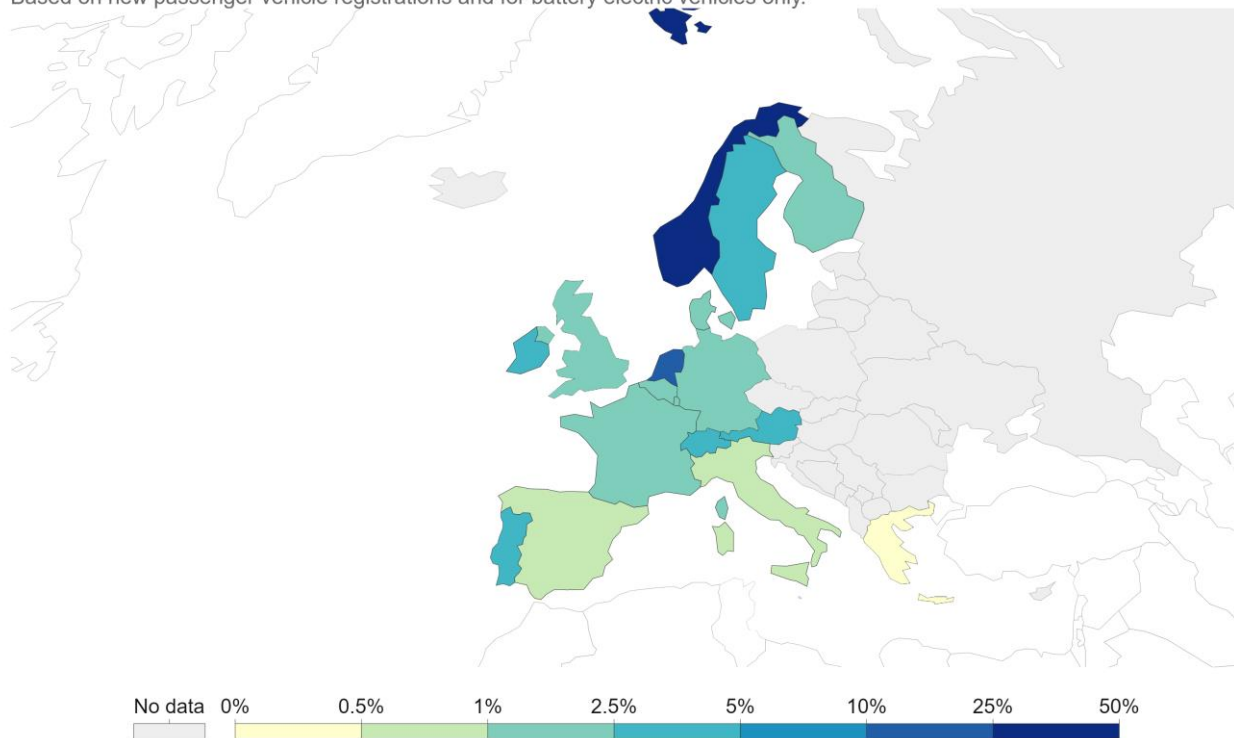 Based on new passenger vehicle registrations and for battery electric vehicles only.
No data 0% 0.5% 1% 2.5% 5% 10% 25% 50%